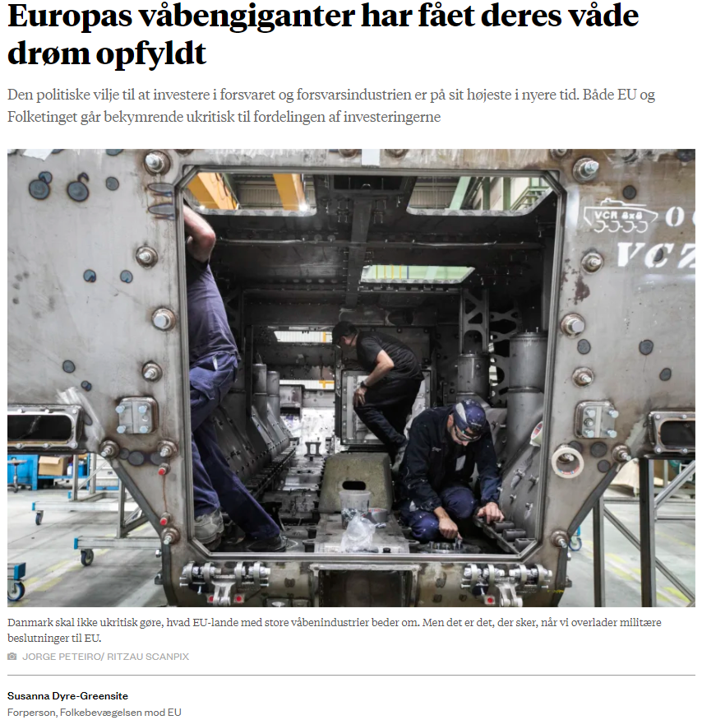 Europas våbengiganter har fået deres våde
drøm opfyldt
Den politiske vilje til at investere i forsvaret og forsvarsindustrien er på sit højeste i nyere tid. Både EU og
Folketinget går bekymrende ukritisk til fordelingen af investeringerne
VCR 8x8
Danmark skal ikke ukritisk gøre, hvad EU-lande med store våbenindustrier beder om. Men det er det, der sker, når vi overlader militære
beslutninger til EU.
JORGE PETEIRO/ RITZAU SCANPIX
Susanna Dyre-Greensite
Forperson, Folkebevægelsen mod EU